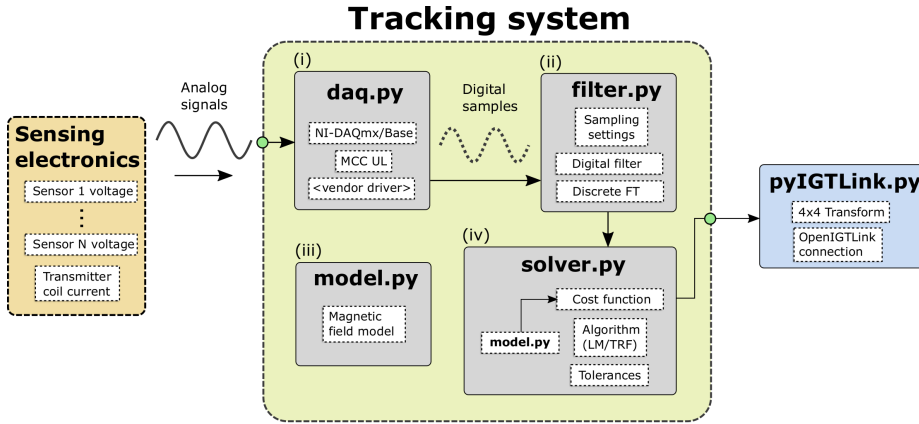 Tracking system
Sensing
electronics
Sensor 1 voltage
Sensor N voltage
Transmitter
coil current
Analog
signals
(i)
daq.py
NI-DAQmx/Base
MCC UL
<vendor driver>
Digital
samples
(ii)
filter.py
Sampling
settings
Digital filter
Discrete FT
(iii)
model.py
Magnetic
field model
(iv)
solver.py
Cost function
model.py
Algorithm
(LM/TRF)
Tolerances
pyIGTLink.py
4x4 Transform
OpenIGTLink
connection